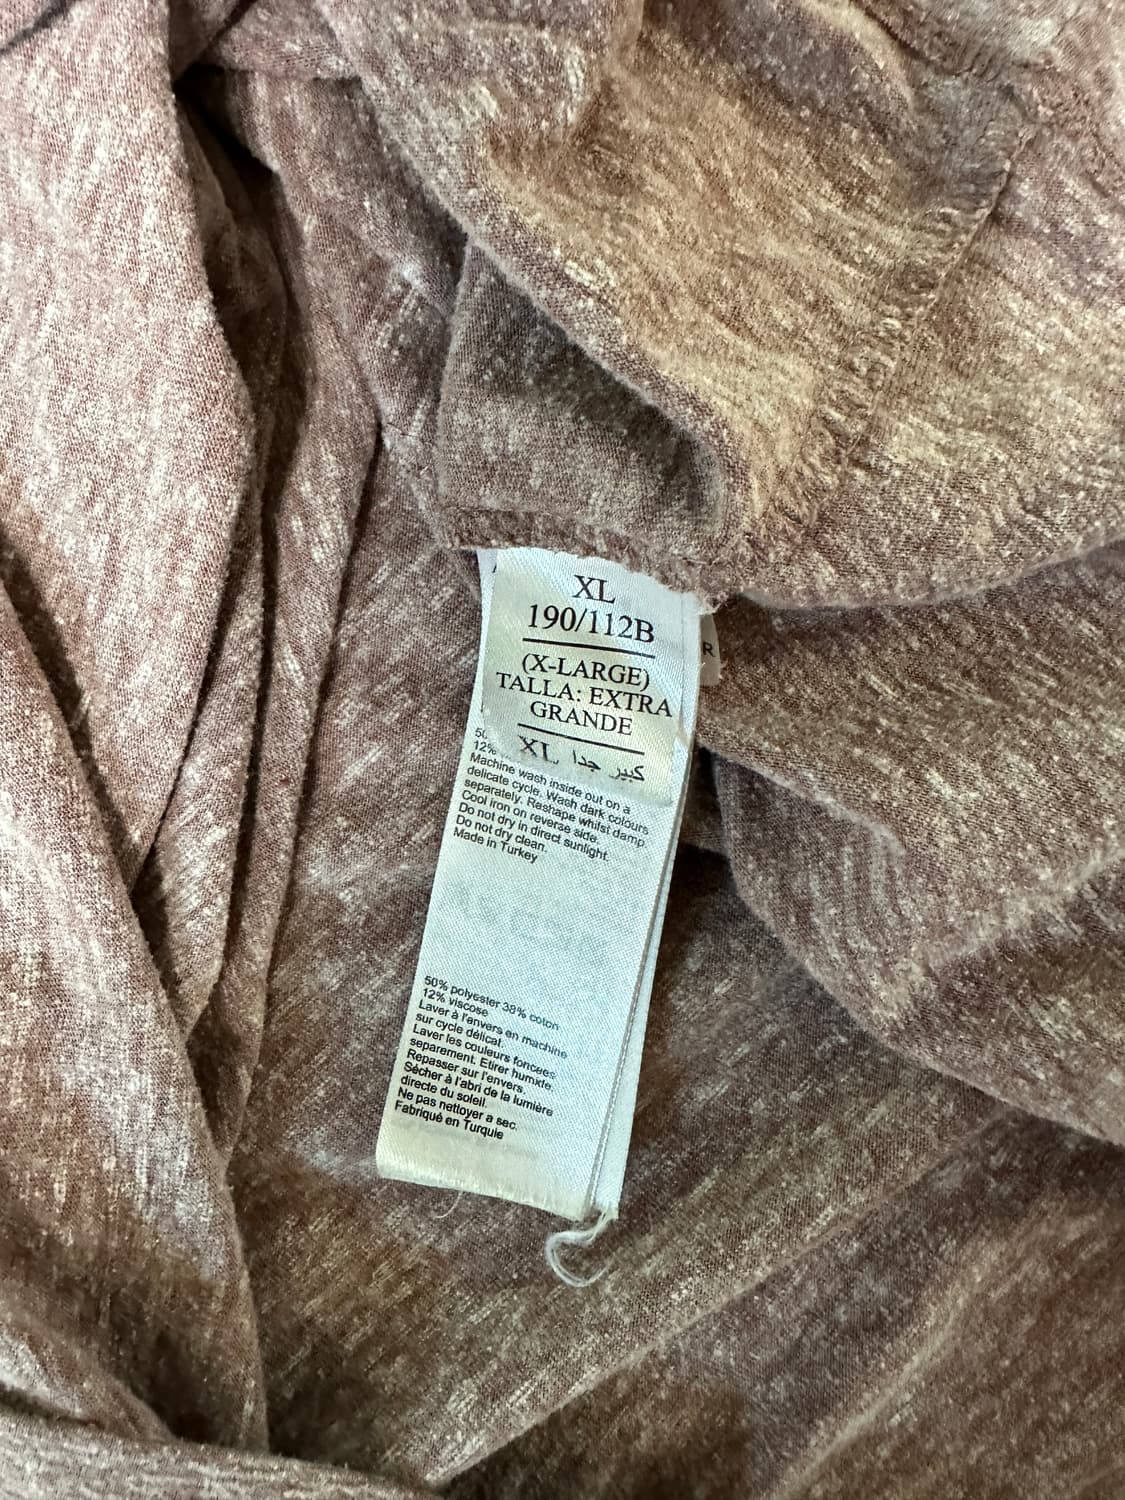 XL
190/112B
(X-LARGE)
TALLA: EXTRA
GRANDE
XL كبير جدا
R
12%
Machine wash inside out on a
delicate cycle. Wash dark colours
separately. Reshape whilst damp.
Cool iron on reverse side.
Do not dry in direct sunlight.
Do not dry clean.
Made in Turkey
50% polyester 38% coton
12% viscose
Laver à l'envers en machine
sur cycle délicat.
Laver les couleurs foncees
separement. Etirer humide.
Repasser sur l'envers.
Sécher à l'abri de la lumière
directe du soleil.
Ne pas nettoyer a sec.
Fabriqué en Turquie